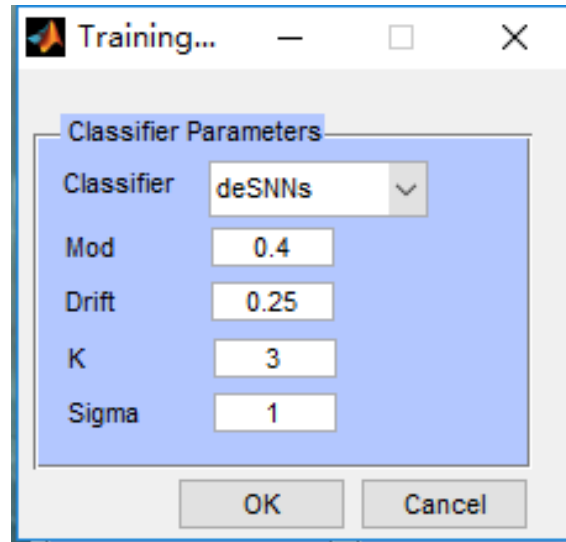 Training...
Classifier Parameters
Classifier deSNNs
Mod 0.4
Drift 0.25
K 3
Sigma 1
OK Cancel